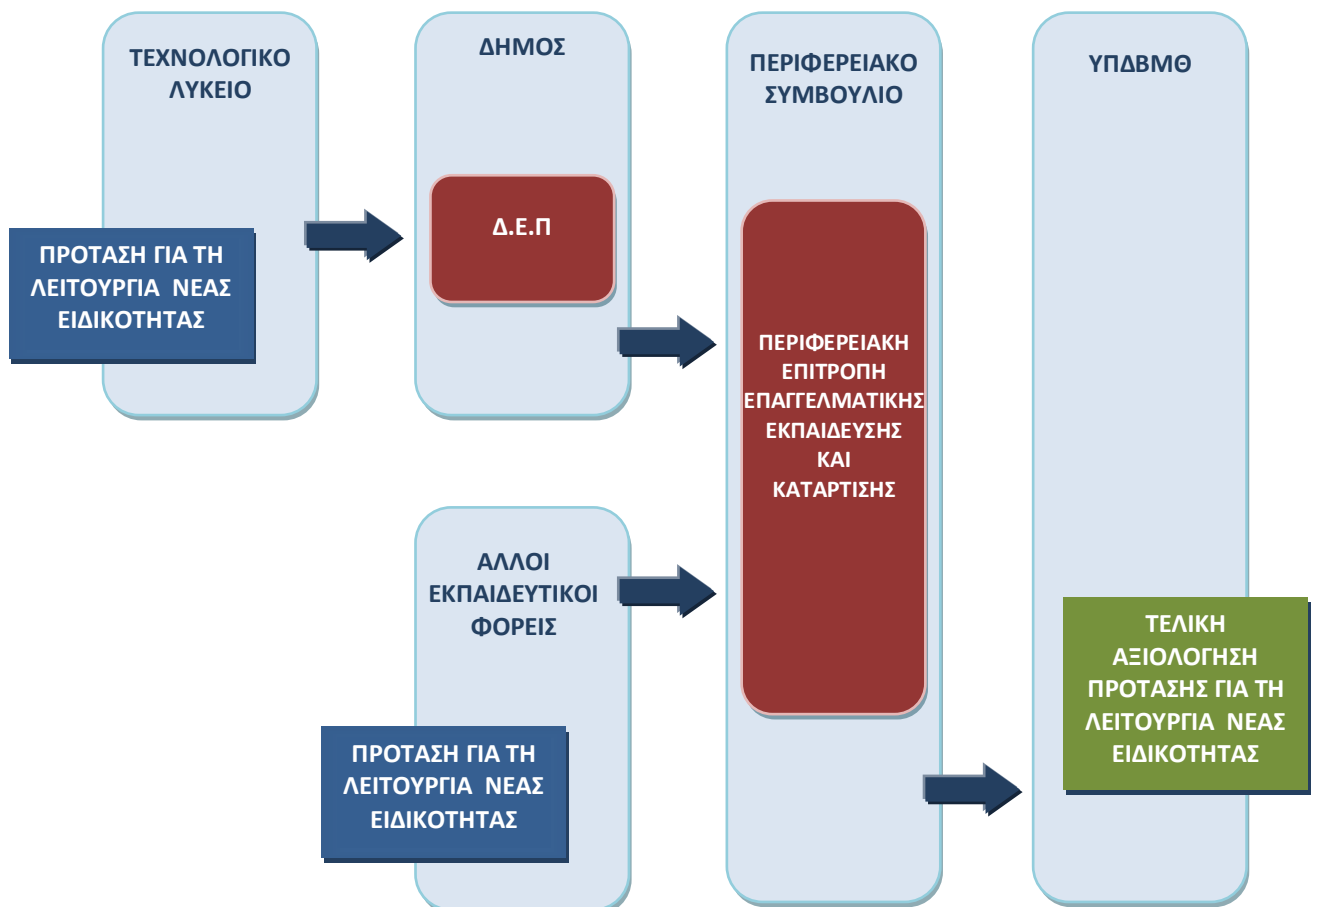 ΤΕΧΝΟΛΟΓΙΚΟ
ΛΥΚΕΙΟ
ΠΡΟΤΑΣΗ ΓΙΑ ΤΗ
ΛΕΙΤΟΥΡΓΙΑ ΝΕΑΣ
ΕΙΔΙΚΟΤΗΤΑΣ
ΔΗΜΟΣ
Δ.Ε.Π
ΑΛΛΟΙ
ΕΚΠΑΙΔΕΥΤΙΚΟΙ
ΦΟΡΕΙΣ
ΠΡΟΤΑΣΗ ΓΙΑ ΤΗ
ΛΕΙΤΟΥΡΓΙΑ ΝΕΑΣ
ΕΙΔΙΚΟΤΗΤΑΣ
ΠΕΡΙΦΕΡΕΙΑΚΟ
ΣΥΜΒΟΥΛΙΟ
ΠΕΡΙΦΕΡΕΙΑΚΗ
ΕΠΙΤΡΟΠΗ
ΕΠΑΓΓΕΛΜΑΤΙΚΗΣ
ΕΚΠΑΙΔΕΥΣΗΣ
ΚΑΙ
ΚΑΤΑΡΤΙΣΗΣ
ΥΠΔΒΜΘ
ΤΕΛΙΚΗ
ΑΞΙΟΛΟΓΗΣΗ
ΠΡΟΤΑΣΗΣ ΓΙΑ ΤΗ
ΛΕΙΤΟΥΡΓΙΑ ΝΕΑΣ
ΕΙΔΙΚΟΤΗΤΑΣ